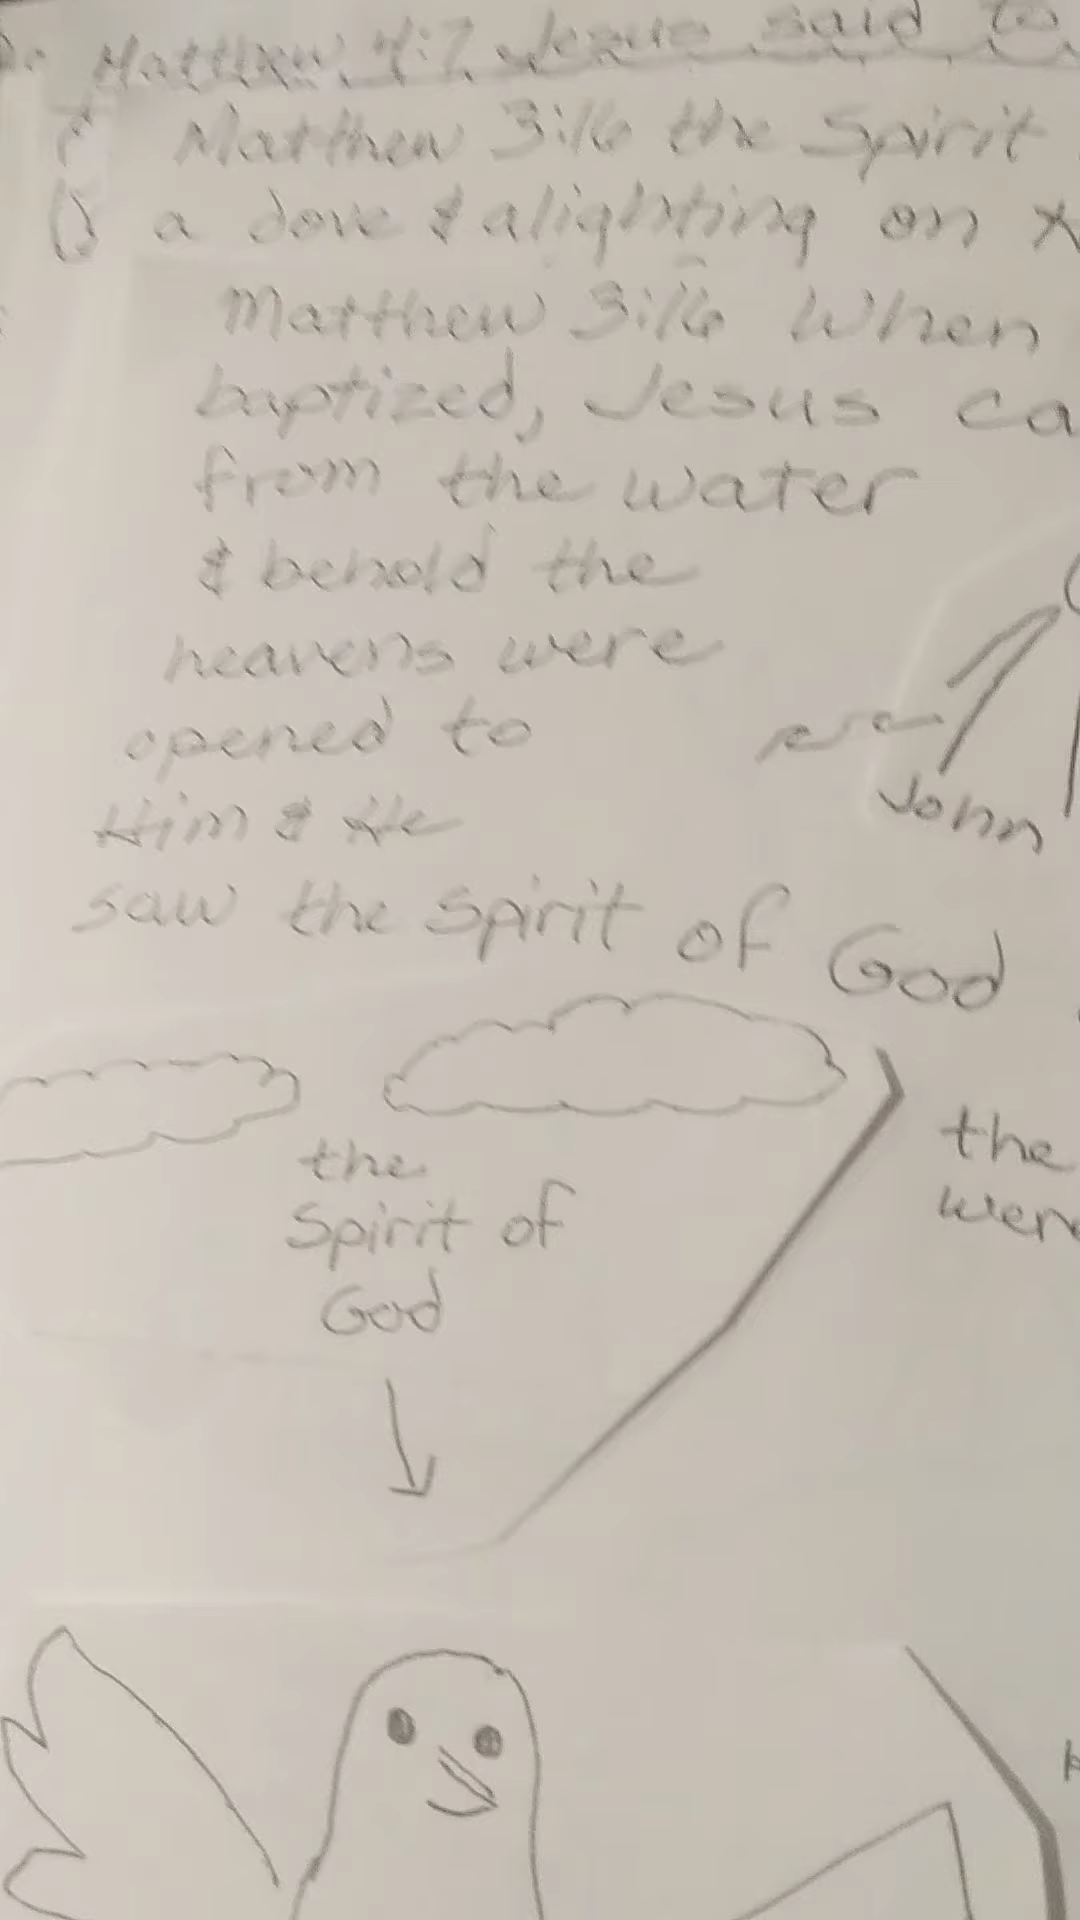 Matthew 4:7 Jesus said to
Matthew 3:16 the Spirit
a dove & alighting on
Matthew 3:16 When
baptized, Jesus ca
from the water
& behold the
heavens were
opened to
Him & He
saw the Spirit of God
John
the
were
the
Spirit of
God